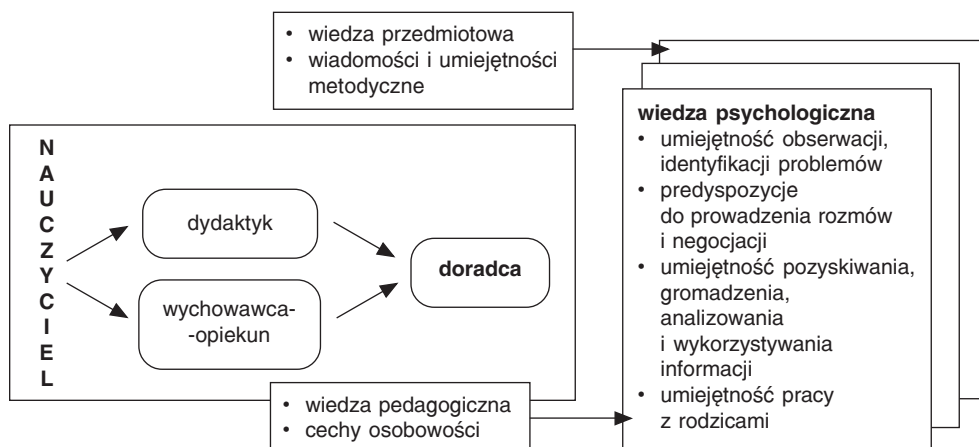 • wiedza przedmiotowa
• wiadomości i umiejętności
metodyczne
N
A
U
C
Z
Y
C
I
E
L
dydaktyk
wychowawca-
-opiekun
doradca
• wiedza pedagogiczna
• cechy osobowości
wiedza psychologiczna
• umiejętność obserwacji,
identyfikacji problemów
• predyspozycje
do prowadzenia rozmów
i negocjacji
• umiejętność pozyskiwania,
gromadzenia,
analizowania
i wykorzystywania
informacji
• umiejętność pracy
z rodzicami